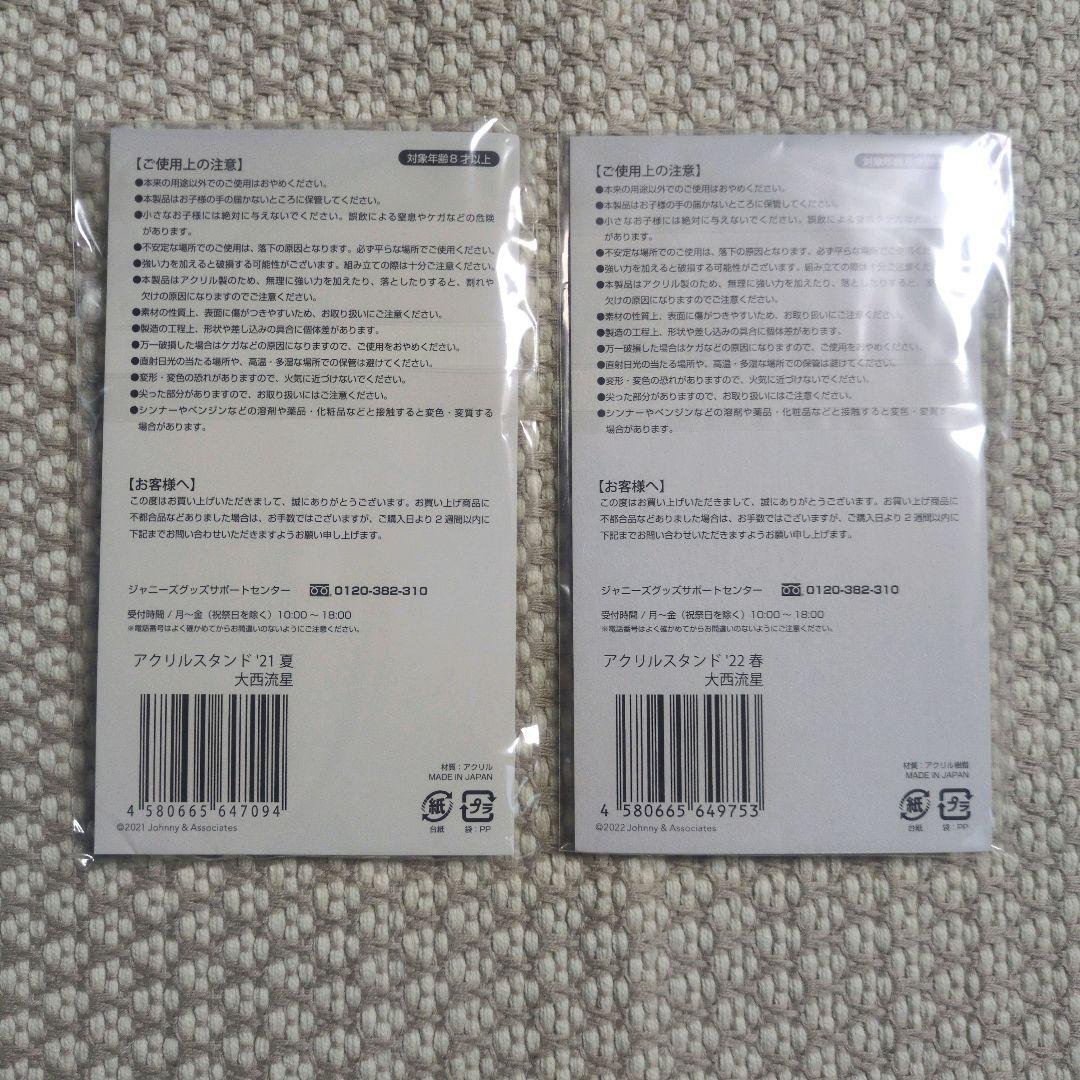 【ご使用上の注意】
対象年齢8才以上
●本来の用途以外でのご使用はおやめください。
●本製品はお子様の手の届かないところに保管してください。
●小さなお子様には絶対に与えないでください。誤飲による窒息やケガなどの危険
があります。
●不安定な場所でのご使用は、落下の原因となります。必ず平らな場所でご使用ください。
●強い力を加えると破損する可能性がございます。組み立ての際は十分ご注意ください。
●本製品はアクリル製のため、無理に強い力を加えたり、落としたりすると、割れや
欠けの原因になりますのでご注意ください。
●素材の性質上、表面に傷がつきやすいため、お取り扱いにご注意ください。
●製造の工程上、形状や差し込みの具合に個体差があります。
●万一破損した場合はケガなどの原因になりますので、ご使用をおやめください。
●直射日光の当たる場所や、高温・多湿な場所での保管は避けてください。
●変形・変色の恐れがありますので、火気に近づけないでください。
●尖った部分がありますので、お取り扱いにはご注意ください。
●シンナーやベンジンなどの溶剤や薬品・化粧品などと接触すると変色・変質する
場合があります。
【お客様へ】
この度はお買い上げいただきまして、誠にありがとうございます。お買い上げ商品に
不都合品などありました場合は、お手数ではございますが、ご購入日より2週間以内に
下記までお問い合わせいただきますようお願い申し上げます。
ジャニーズグッズサポートセンター 0120-382-310
受付時間 / 月〜金（祝祭日を除く）10:00 〜 18:00
※電話番号はよく確かめてからお間違いのないようにご注意ください。
アクリルスタンド '21 夏
大西流星
材質：アクリル
MADE IN JAPAN
4 580665 647094
紙 プラ
台紙 袋：PP
©2021 Johnny & Associates
【ご使用上の注意】
対象年齢8才
●本来の用途以外でのご使用はおやめください。
●本製品はお子様の手の届かないところに保管してください。
●小さなお子様には絶対に与えないでください。誤飲による窒息やケガなどの
があります。
●不安定な場所でのご使用は、落下の原因となります。必ず平らな場所でご使用くだ
●強い力を加えると破損する可能性がございます。組み立ての際は十分ご注意くだ
●本製品はアクリル製のため、無理に強い力を加えたり、落としたりすると、
欠けの原因になりますのでご注意ください。
●素材の性質上、表面に傷がつきやすいため、お取り扱いにご注意ください。
●製造の工程上、形状や差し込みの具合に個体差があります。
●万一破損した場合はケガなどの原因になりますので、ご使用をおやめください。
●直射日光の当たる場所や、高温・多湿な場所での保管は避けてください。
●変形・変色の恐れがありますので、火気に近づけないでください。
●尖った部分がありますので、お取り扱いにはご注意ください。
●シンナーやベンジンなどの溶剤や薬品・化粧品などと接触すると変色・変質
場合があります。
【お客様へ】
この度はお買い上げいただきまして、誠にありがとうございます。お買い上げ商品に
不都合品などありました場合は、お手数ではございますが、ご購入日より2週間以内に
下記までお問い合わせいただきますようお願い申し上げます。
ジャニーズグッズサポートセンター 0120-382-310
受付時間 / 月〜金（祝祭日を除く）10:00 〜 18:00
※電話番号はよく確かめてからお間違いのないようにご注意ください。
アクリルスタンド '22 春
大西流星
材質：アクリル樹脂
MADE IN JAPAN
4 580665 649753
紙 プラ
台紙 袋：PP
©2022 Johnny & Associates